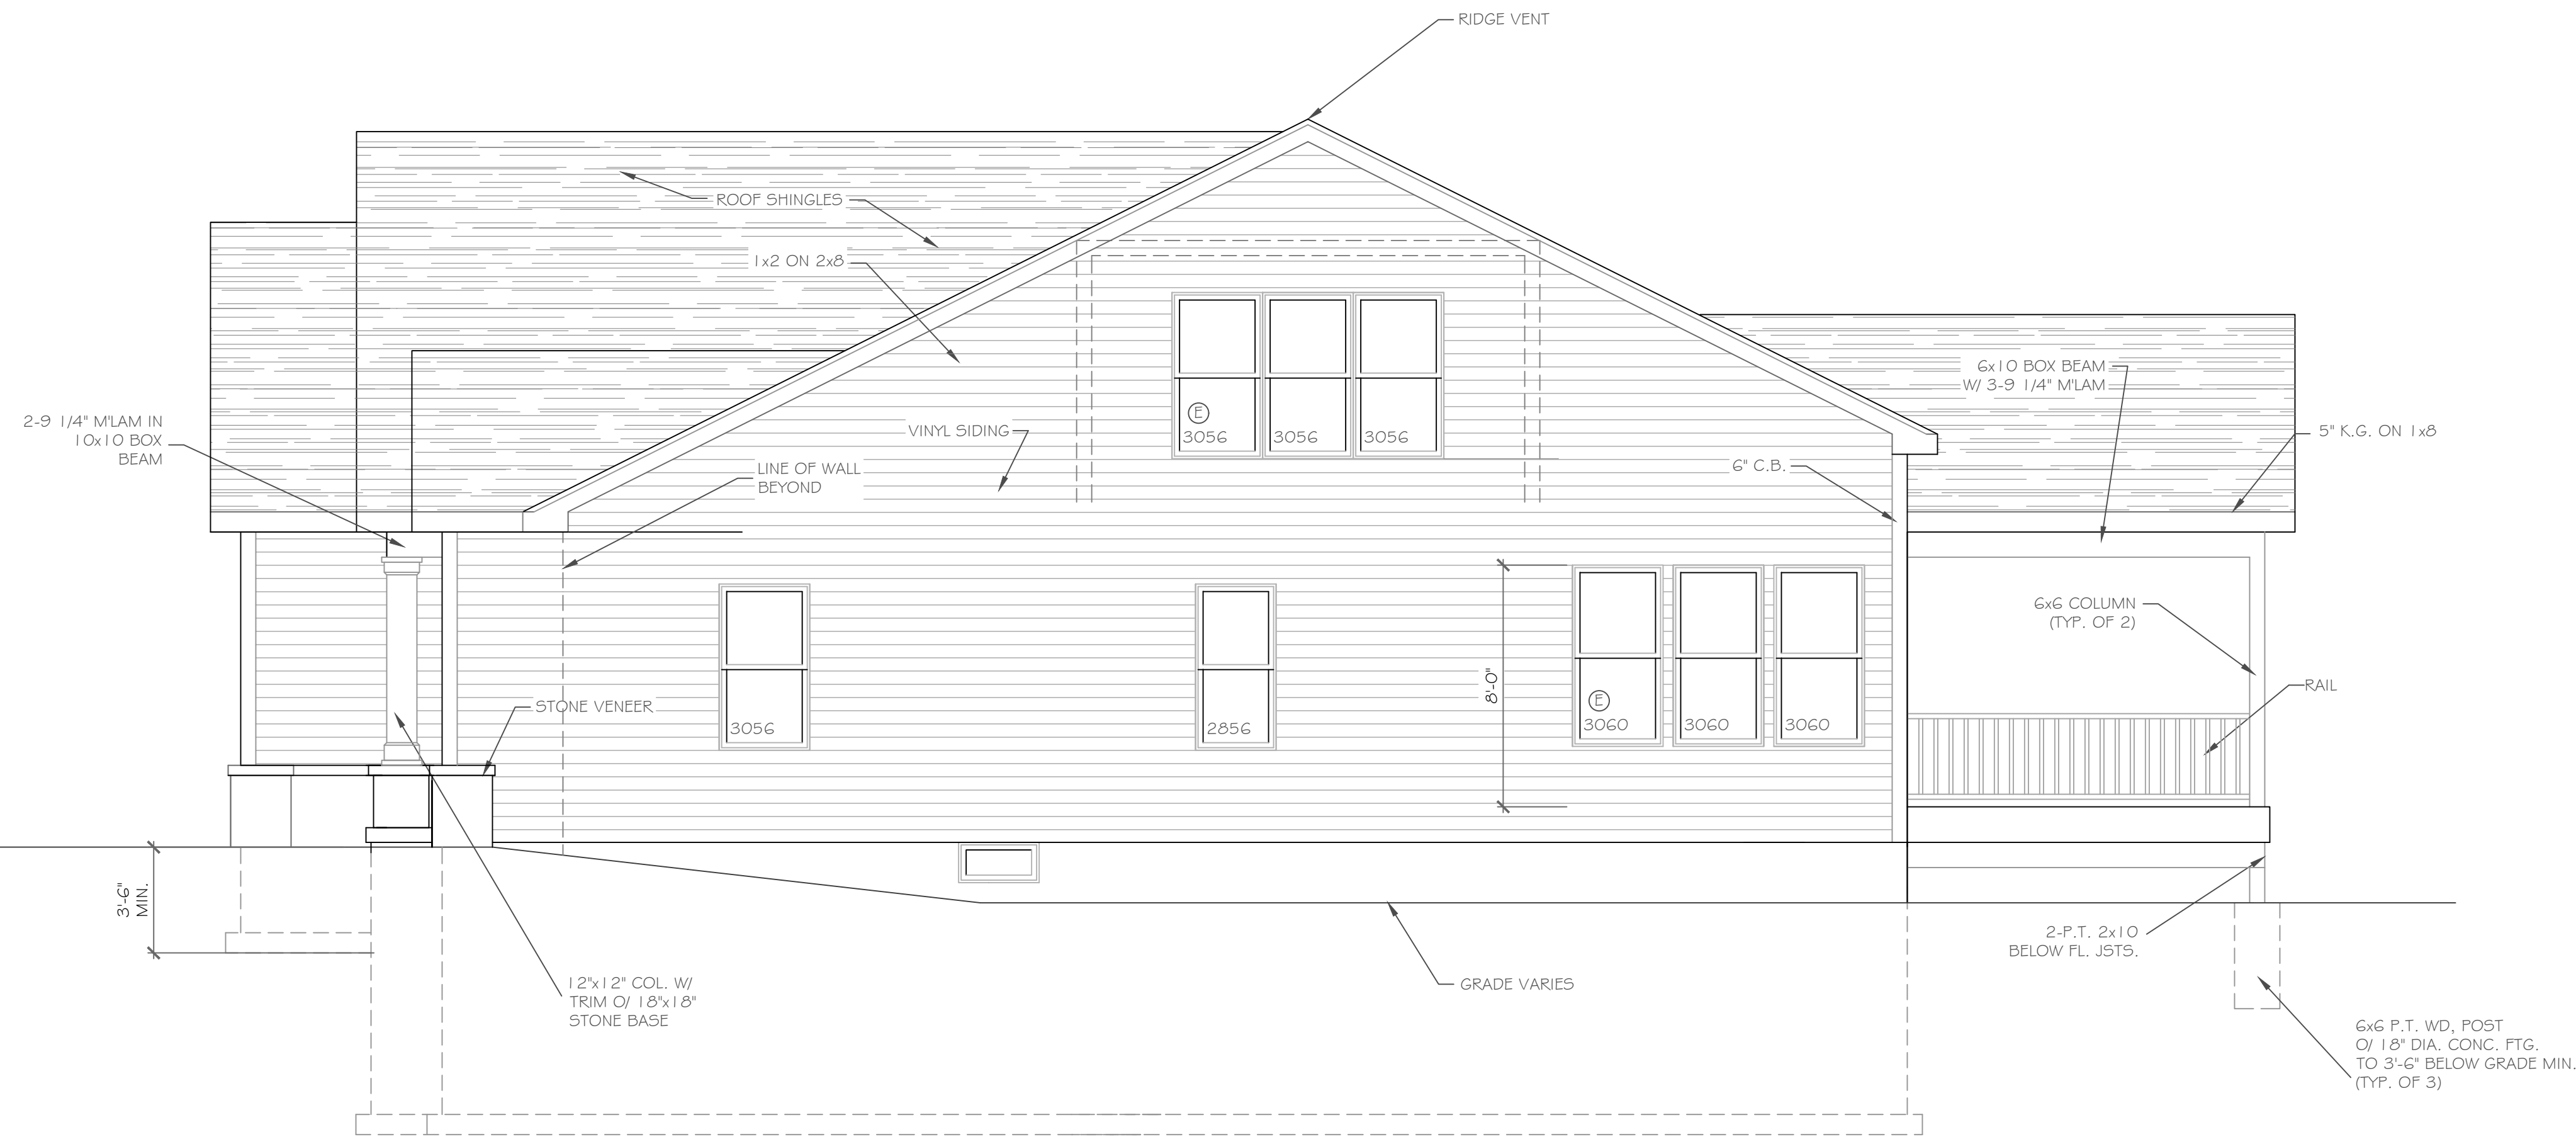 RIDGE VENT
ROOF SHINGLES
1x2 ON 2x8
6x10 BOX BEAM
W/ 3-9 1/4" M'LAM
2-9 1/4" M'LAM IN
10x10 BOX
BEAM
VINYL SIDING
5" K.G. ON 1x8
E
3056
3056
3056
LINE OF WALL
BEYOND
6" C.B.
6x6 COLUMN
(TYP. OF 2)
8'-0"
RAIL
STONE VENEER
3056
2856
E
3060
3060
3060
3'-6"
MIN.
2-P.T. 2x10
BELOW FL. JSTS.
12"x12" COL. W/
TRIM O/ 18"x18"
STONE BASE
GRADE VARIES
6x6 P.T. WD, POST
O/ 18" DIA. CONC. FTG.
TO 3'-6" BELOW GRADE MIN.
(TYP. OF 3)